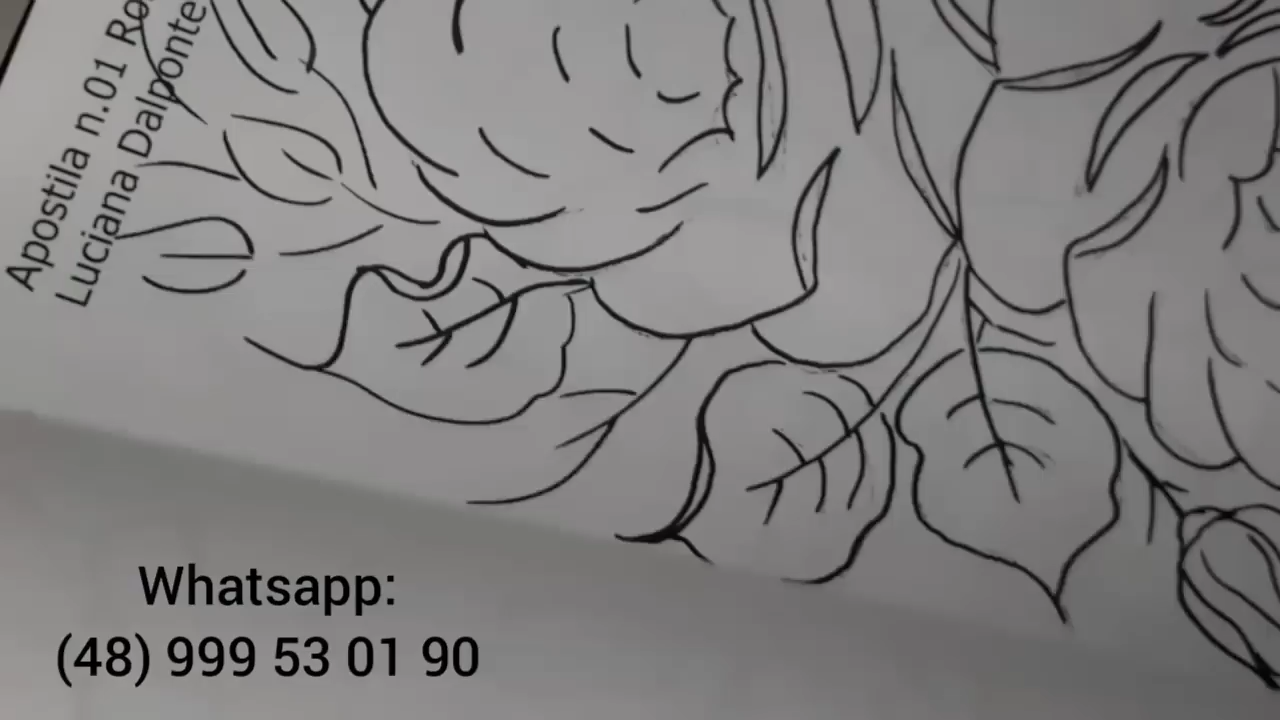 Apostila n.01
Luciana Dalponte
Whatsapp:
(48) 999 53 01 90